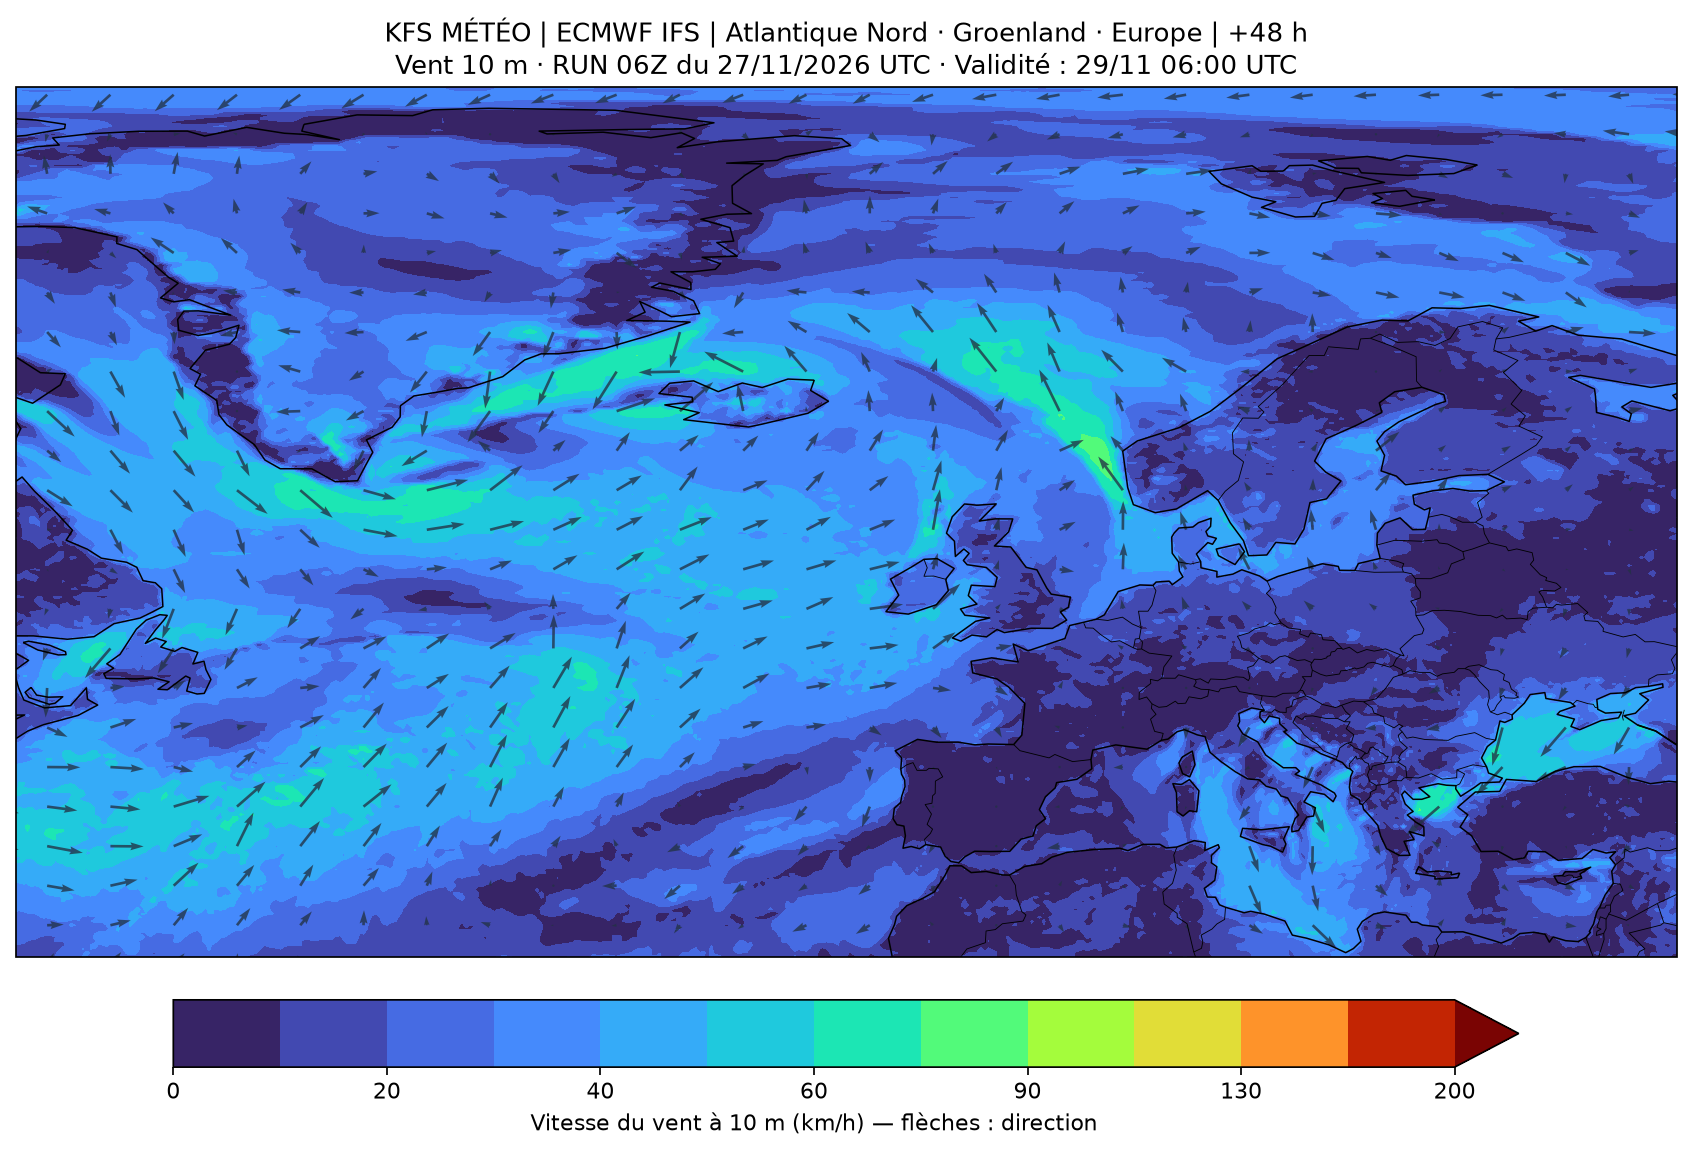 KFS MÉTÉO | ECMWF IFS | Atlantique Nord · Groenland · Europe | +48 h
Vent 10 m · RUN 06Z du 27/11/2026 UTC · Validité : 29/11 06:00 UTC
0 20 40 60 90 130 200
Vitesse du vent à 10 m (km/h) — flèches : direction